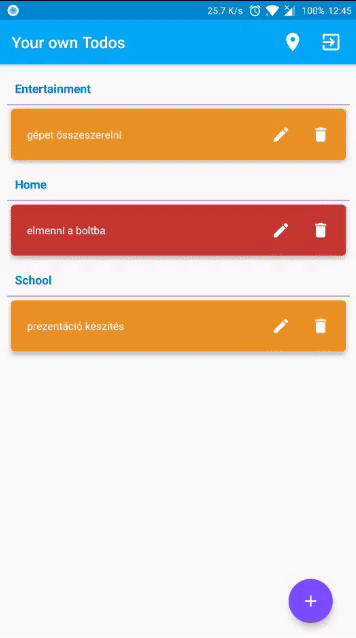 25.7 K/s 100% 12:45
Your own Todos
Entertainment
gépet összeszerelni
Home
elmenni a boltba
School
prezentáció készítés